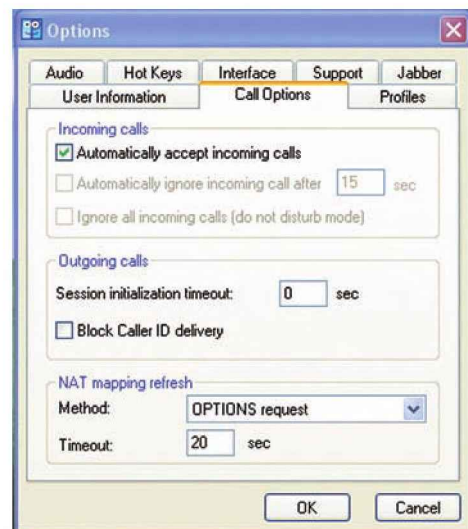 Options
Audio Hot Keys Interface Support Jabber
User Information Call Options Profiles
Incoming calls
Automatically accept incoming calls
Automatically ignore incoming call after 15 sec
Ignore all incoming calls (do not disturb mode)
Outgoing calls
Session initialization timeout: 0 sec
Block Caller ID delivery
NAT mapping refresh
Method: OPTIONS request
Timeout: 20 sec
OK Cancel